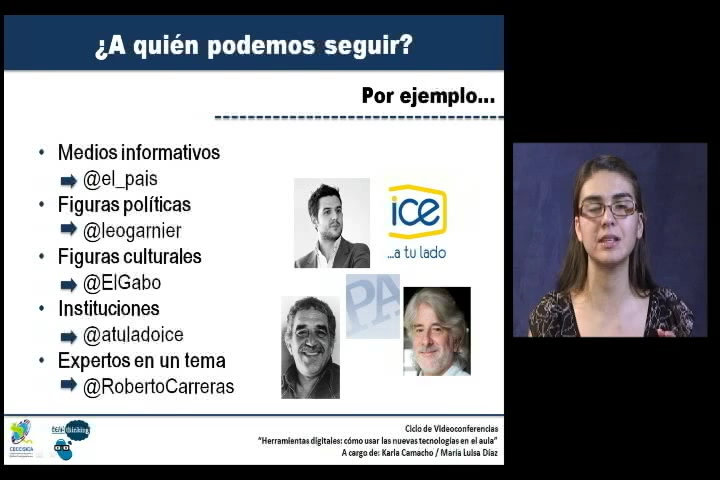 ¿A quién podemos seguir?
Por ejemplo...
• Medios informativos
@el_pais
• Figuras políticas
@leogarnier
• Figuras culturales
@ElGabo
• Instituciones
@atuladoice
• Expertos en un tema
@RobertoCarreras
ice
...a tu lado
PA
Ciclo de Videoconferencias
"Herramientas digitales: cómo usar las nuevas tecnologías en el aula"
A cargo de: Karla Camacho / María Luisa Díaz